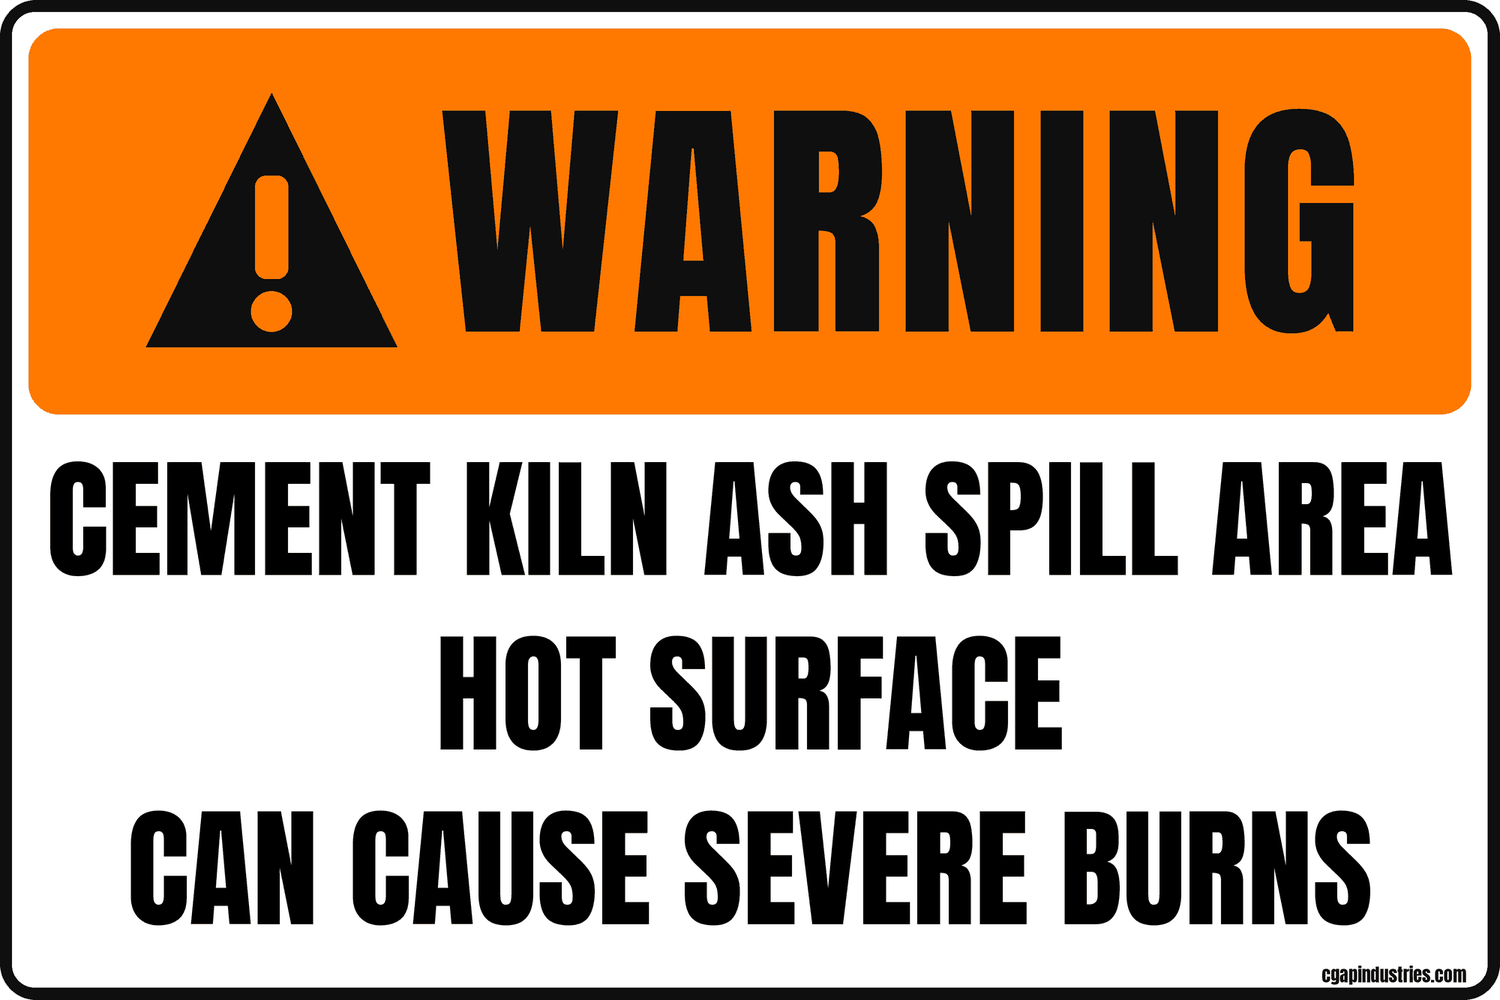 WARNING
CEMENT KILN ASH SPILL AREA
HOT SURFACE
CAN CAUSE SEVERE BURNS
cgapindustries.com